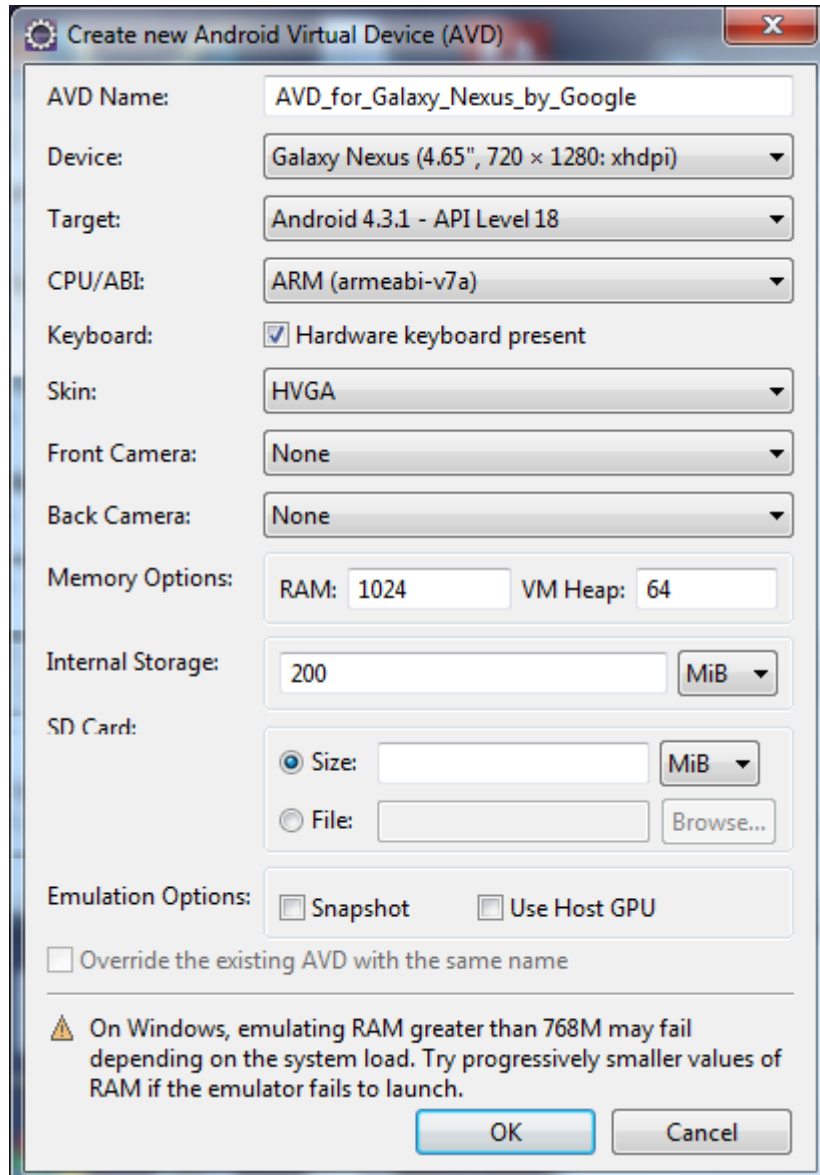 Create new Android Virtual Device (AVD)
AVD Name: AVD_for_Galaxy_Nexus_by_Google
Device: Galaxy Nexus (4.65", 720 × 1280: xhdpi)
Target: Android 4.3.1 - API Level 18
CPU/ABI: ARM (armeabi-v7a)
Keyboard: Hardware keyboard present
Skin: HVGA
Front Camera: None
Back Camera: None
Memory Options: RAM: 1024 VM Heap: 64
Internal Storage: 200 MiB
SD Card:
Size: MiB
File: Browse...
Emulation Options: Snapshot Use Host GPU
Override the existing AVD with the same name
On Windows, emulating RAM greater than 768M may fail
depending on the system load. Try progressively smaller values of
RAM if the emulator fails to launch.
OK Cancel